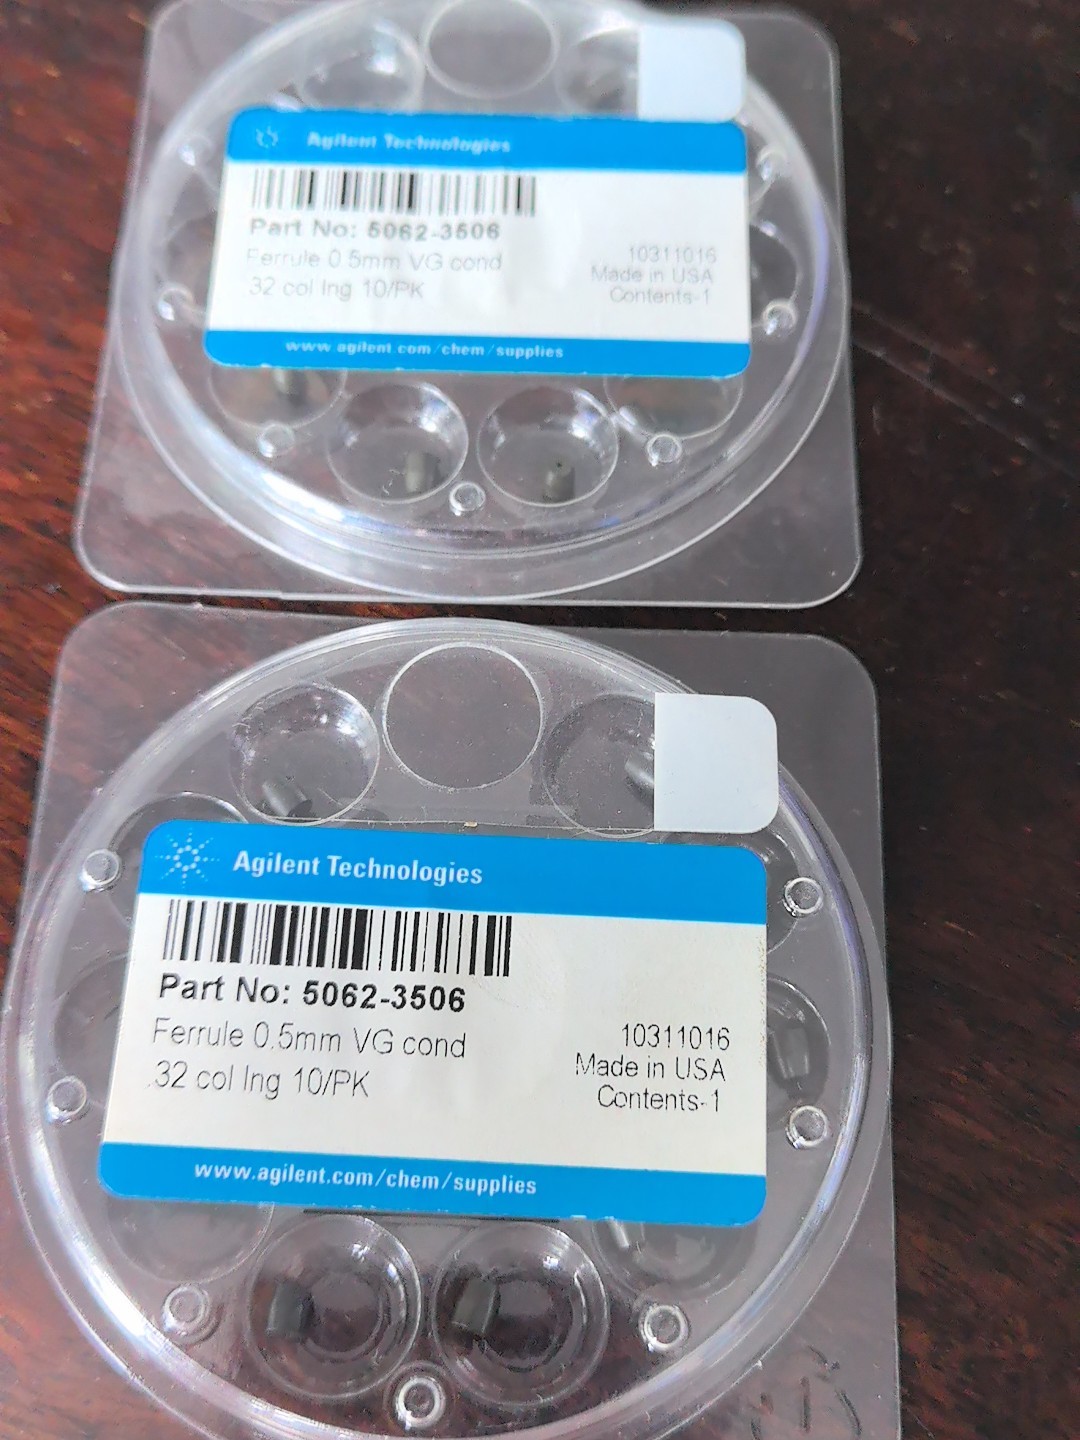 Agilent Technologies
Part No: 5062-3506
Ferrule 0.5mm VG cond
.32 col lng 10/PK
10311016
Made in USA
Contents-1
www.agilent.com/chem/supplies
Agilent Technologies
Part No: 5062-3506
Ferrule 0.5mm VG cond
.32 col lng 10/PK
10311016
Made in USA
Contents-1
www.agilent.com/chem/supplies